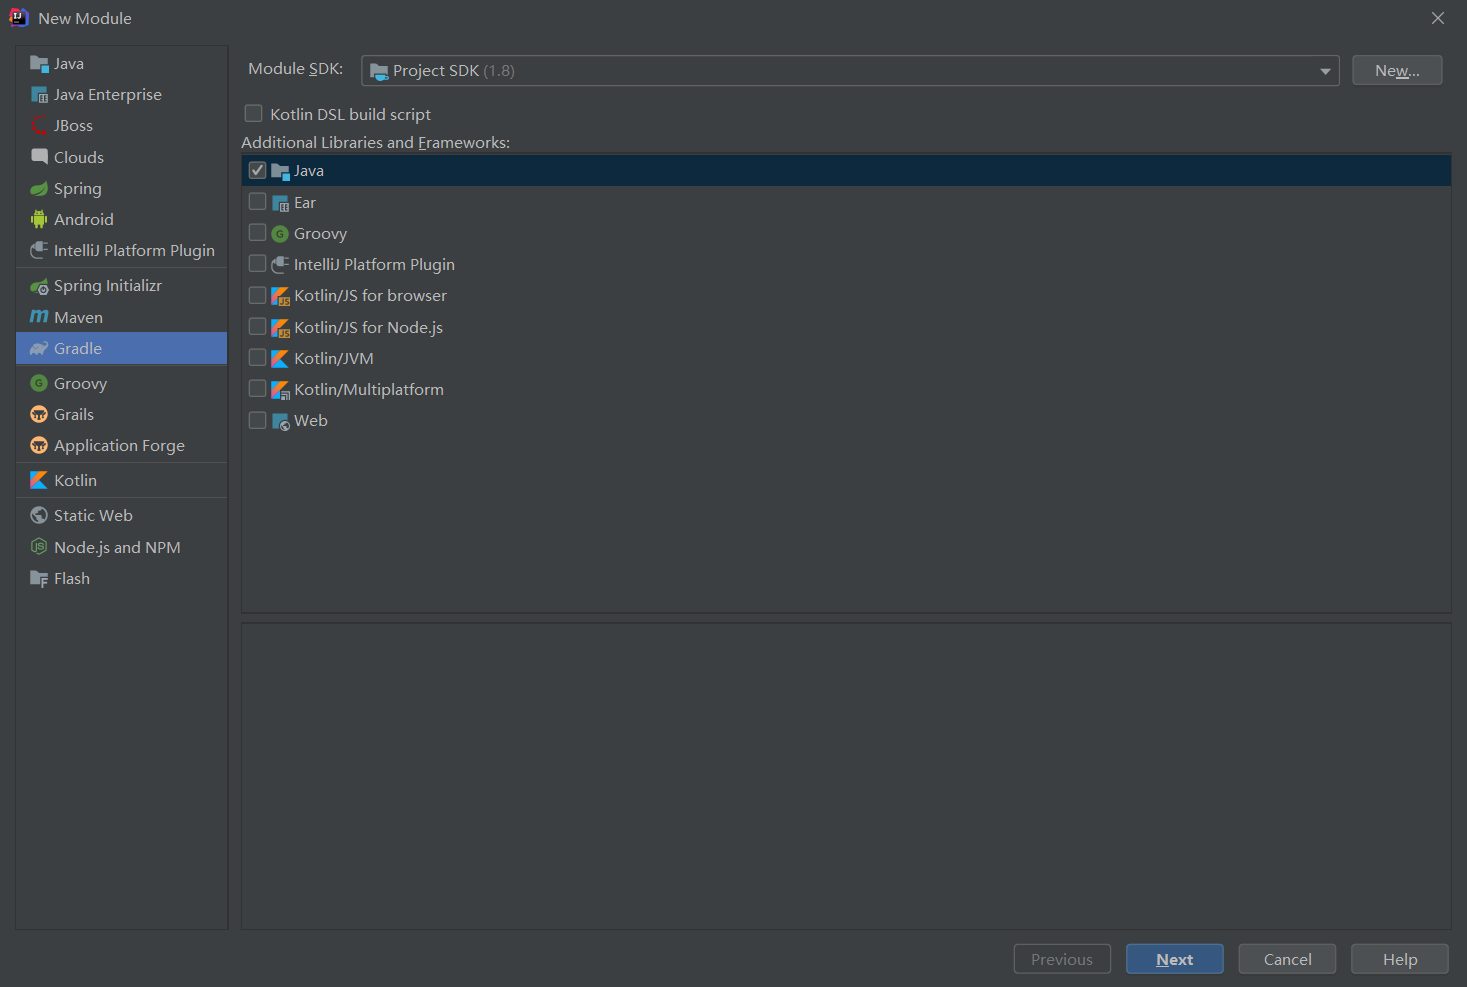 New Module
Java
Java Enterprise
JBoss
Clouds
Spring
Android
IntelliJ Platform Plugin
Spring Initializr
Maven
Gradle
Groovy
Grails
Application Forge
Kotlin
Static Web
Node.js and NPM
Flash
Module SDK: Project SDK (1.8) New...
Kotlin DSL build script
Additional Libraries and Frameworks:
Java
Ear
Groovy
IntelliJ Platform Plugin
Kotlin/JS for browser
Kotlin/JS for Node.js
Kotlin/JVM
Kotlin/Multiplatform
Web
Previous Next Cancel Help